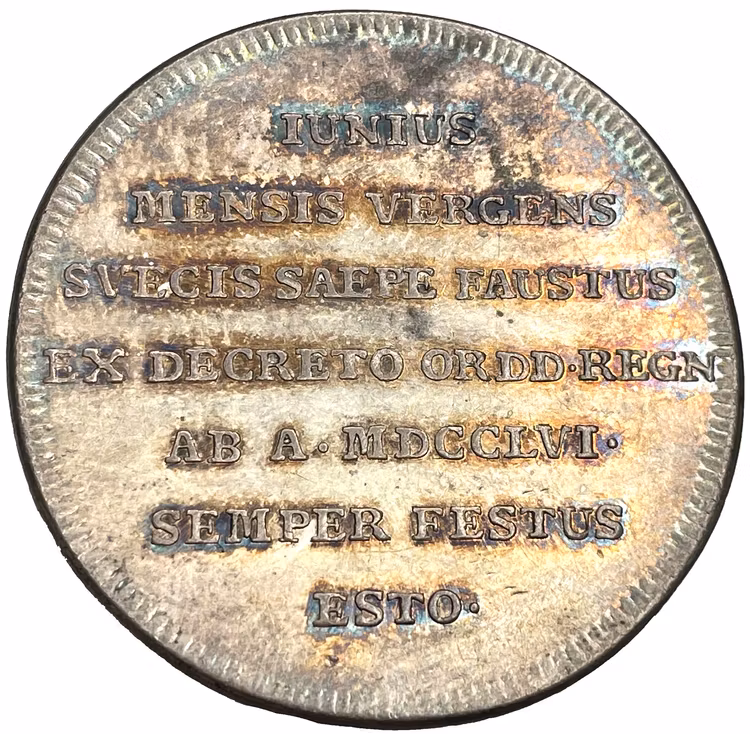 IUNIUS
MENSIS VERGENS
SVECIS SAEPE FAUSTUS
EX DECRETO ORDD·REGN
AB A·MDCCLVI·
SEMPER FESTUS
ESTO·